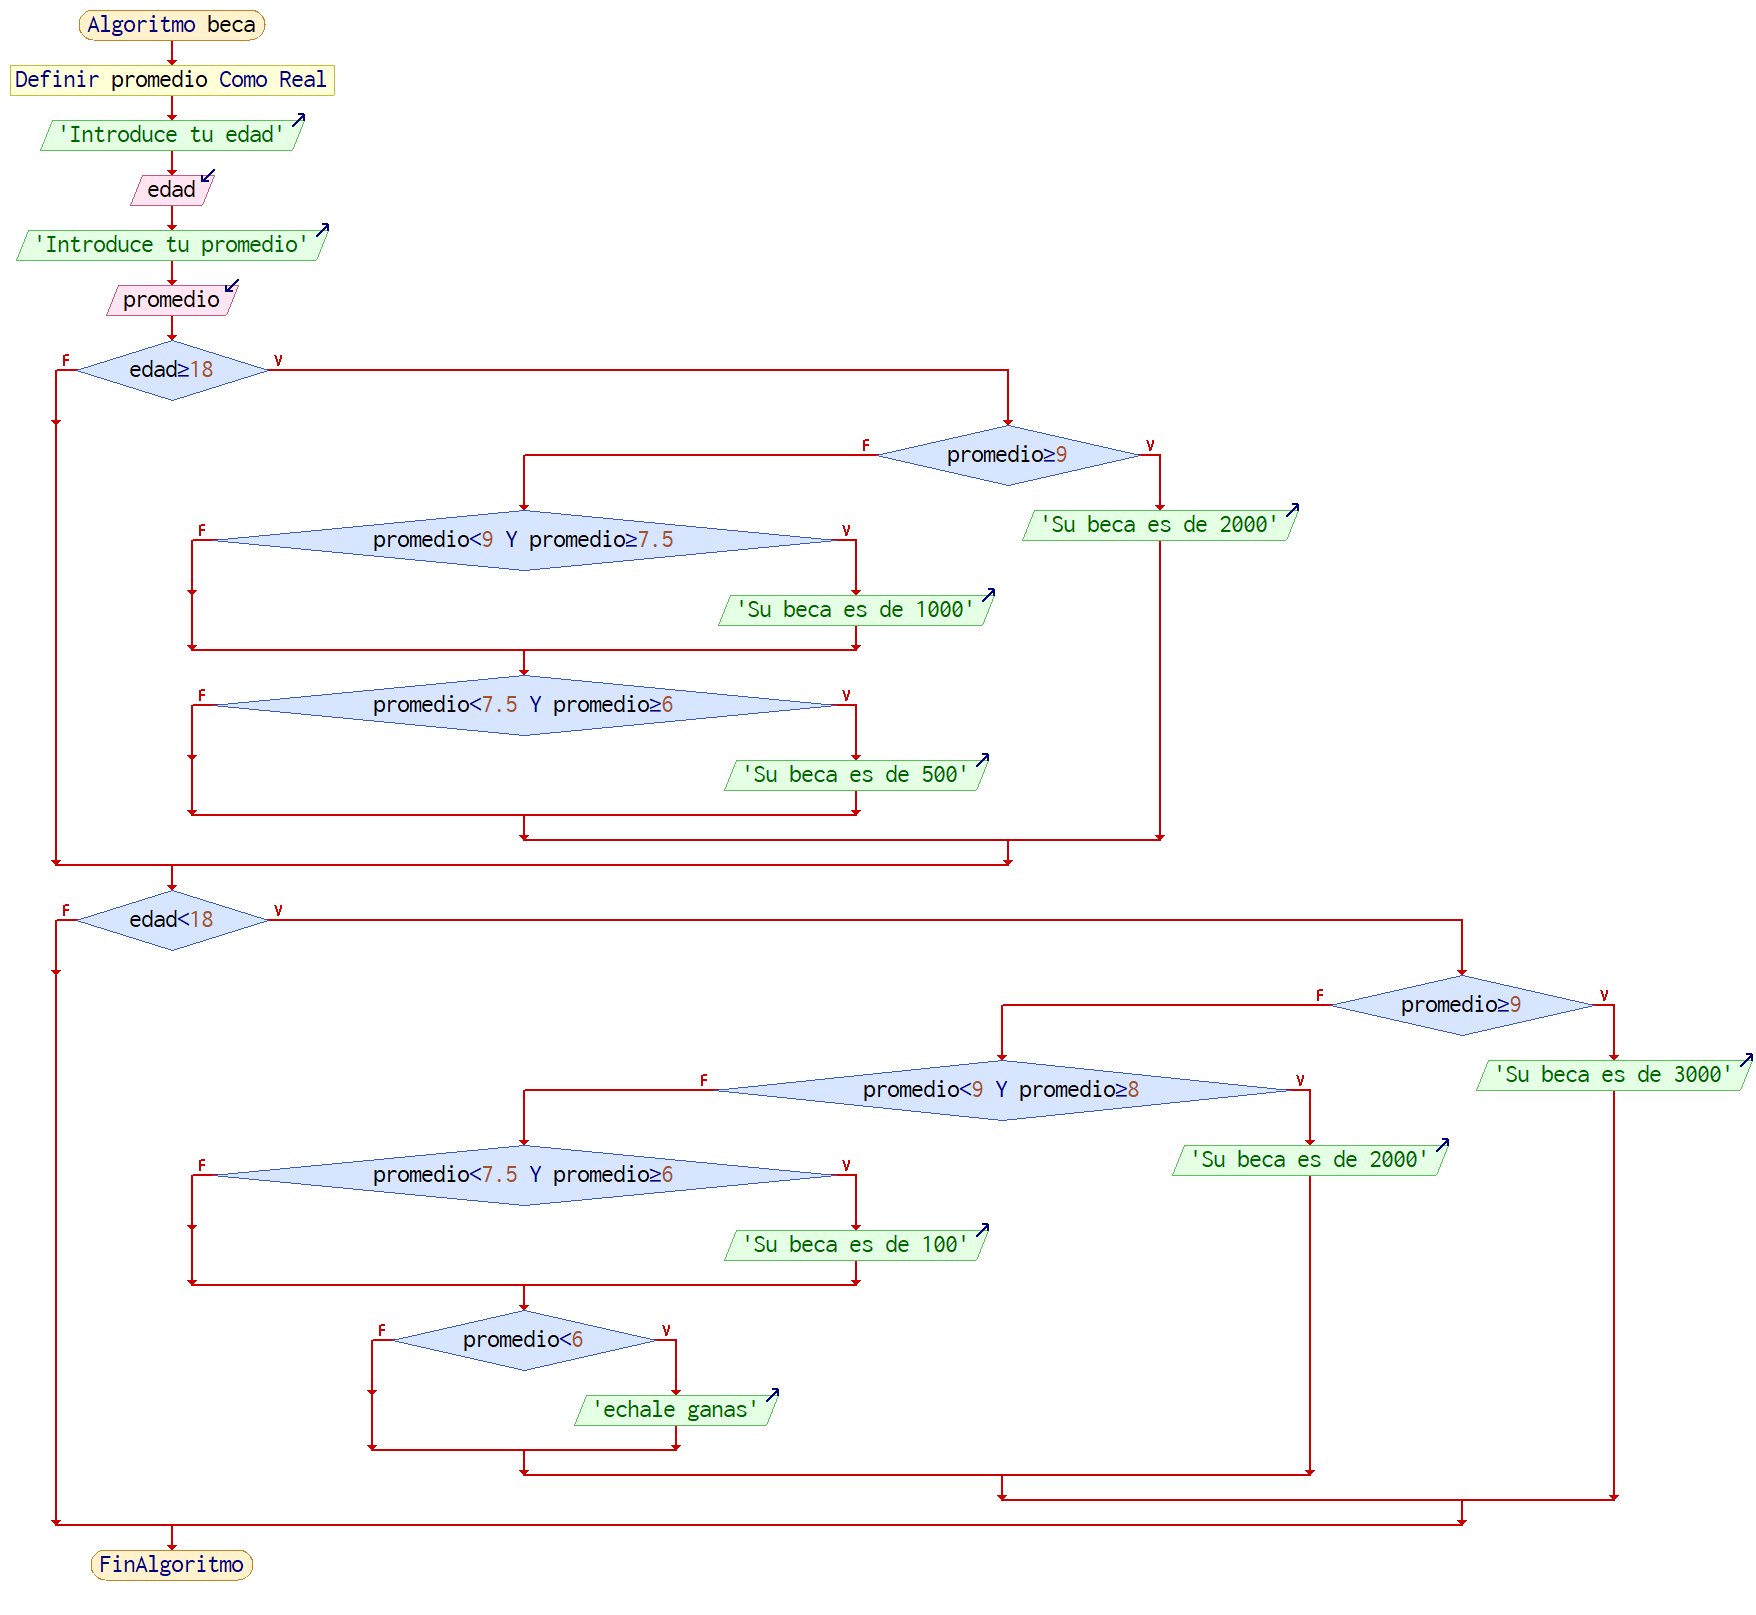 Algoritmo beca
Definir promedio Como Real
'Introduce tu edad'
edad
'Introduce tu promedio'
promedio
F
edad≥18
V
F
promedio≥9
V
F
promedio<9 Y promedio≥7.5
V
'Su beca es de 2000'
'Su beca es de 1000'
F
promedio<7.5 Y promedio≥6
V
'Su beca es de 500'
F
edad<18
V
F
promedio≥9
V
F
promedio<9 Y promedio≥8
V
'Su beca es de 3000'
F
promedio<7.5 Y promedio≥6
V
'Su beca es de 2000'
'Su beca es de 100'
F
promedio<6
V
'echale ganas'
FinAlgoritmo